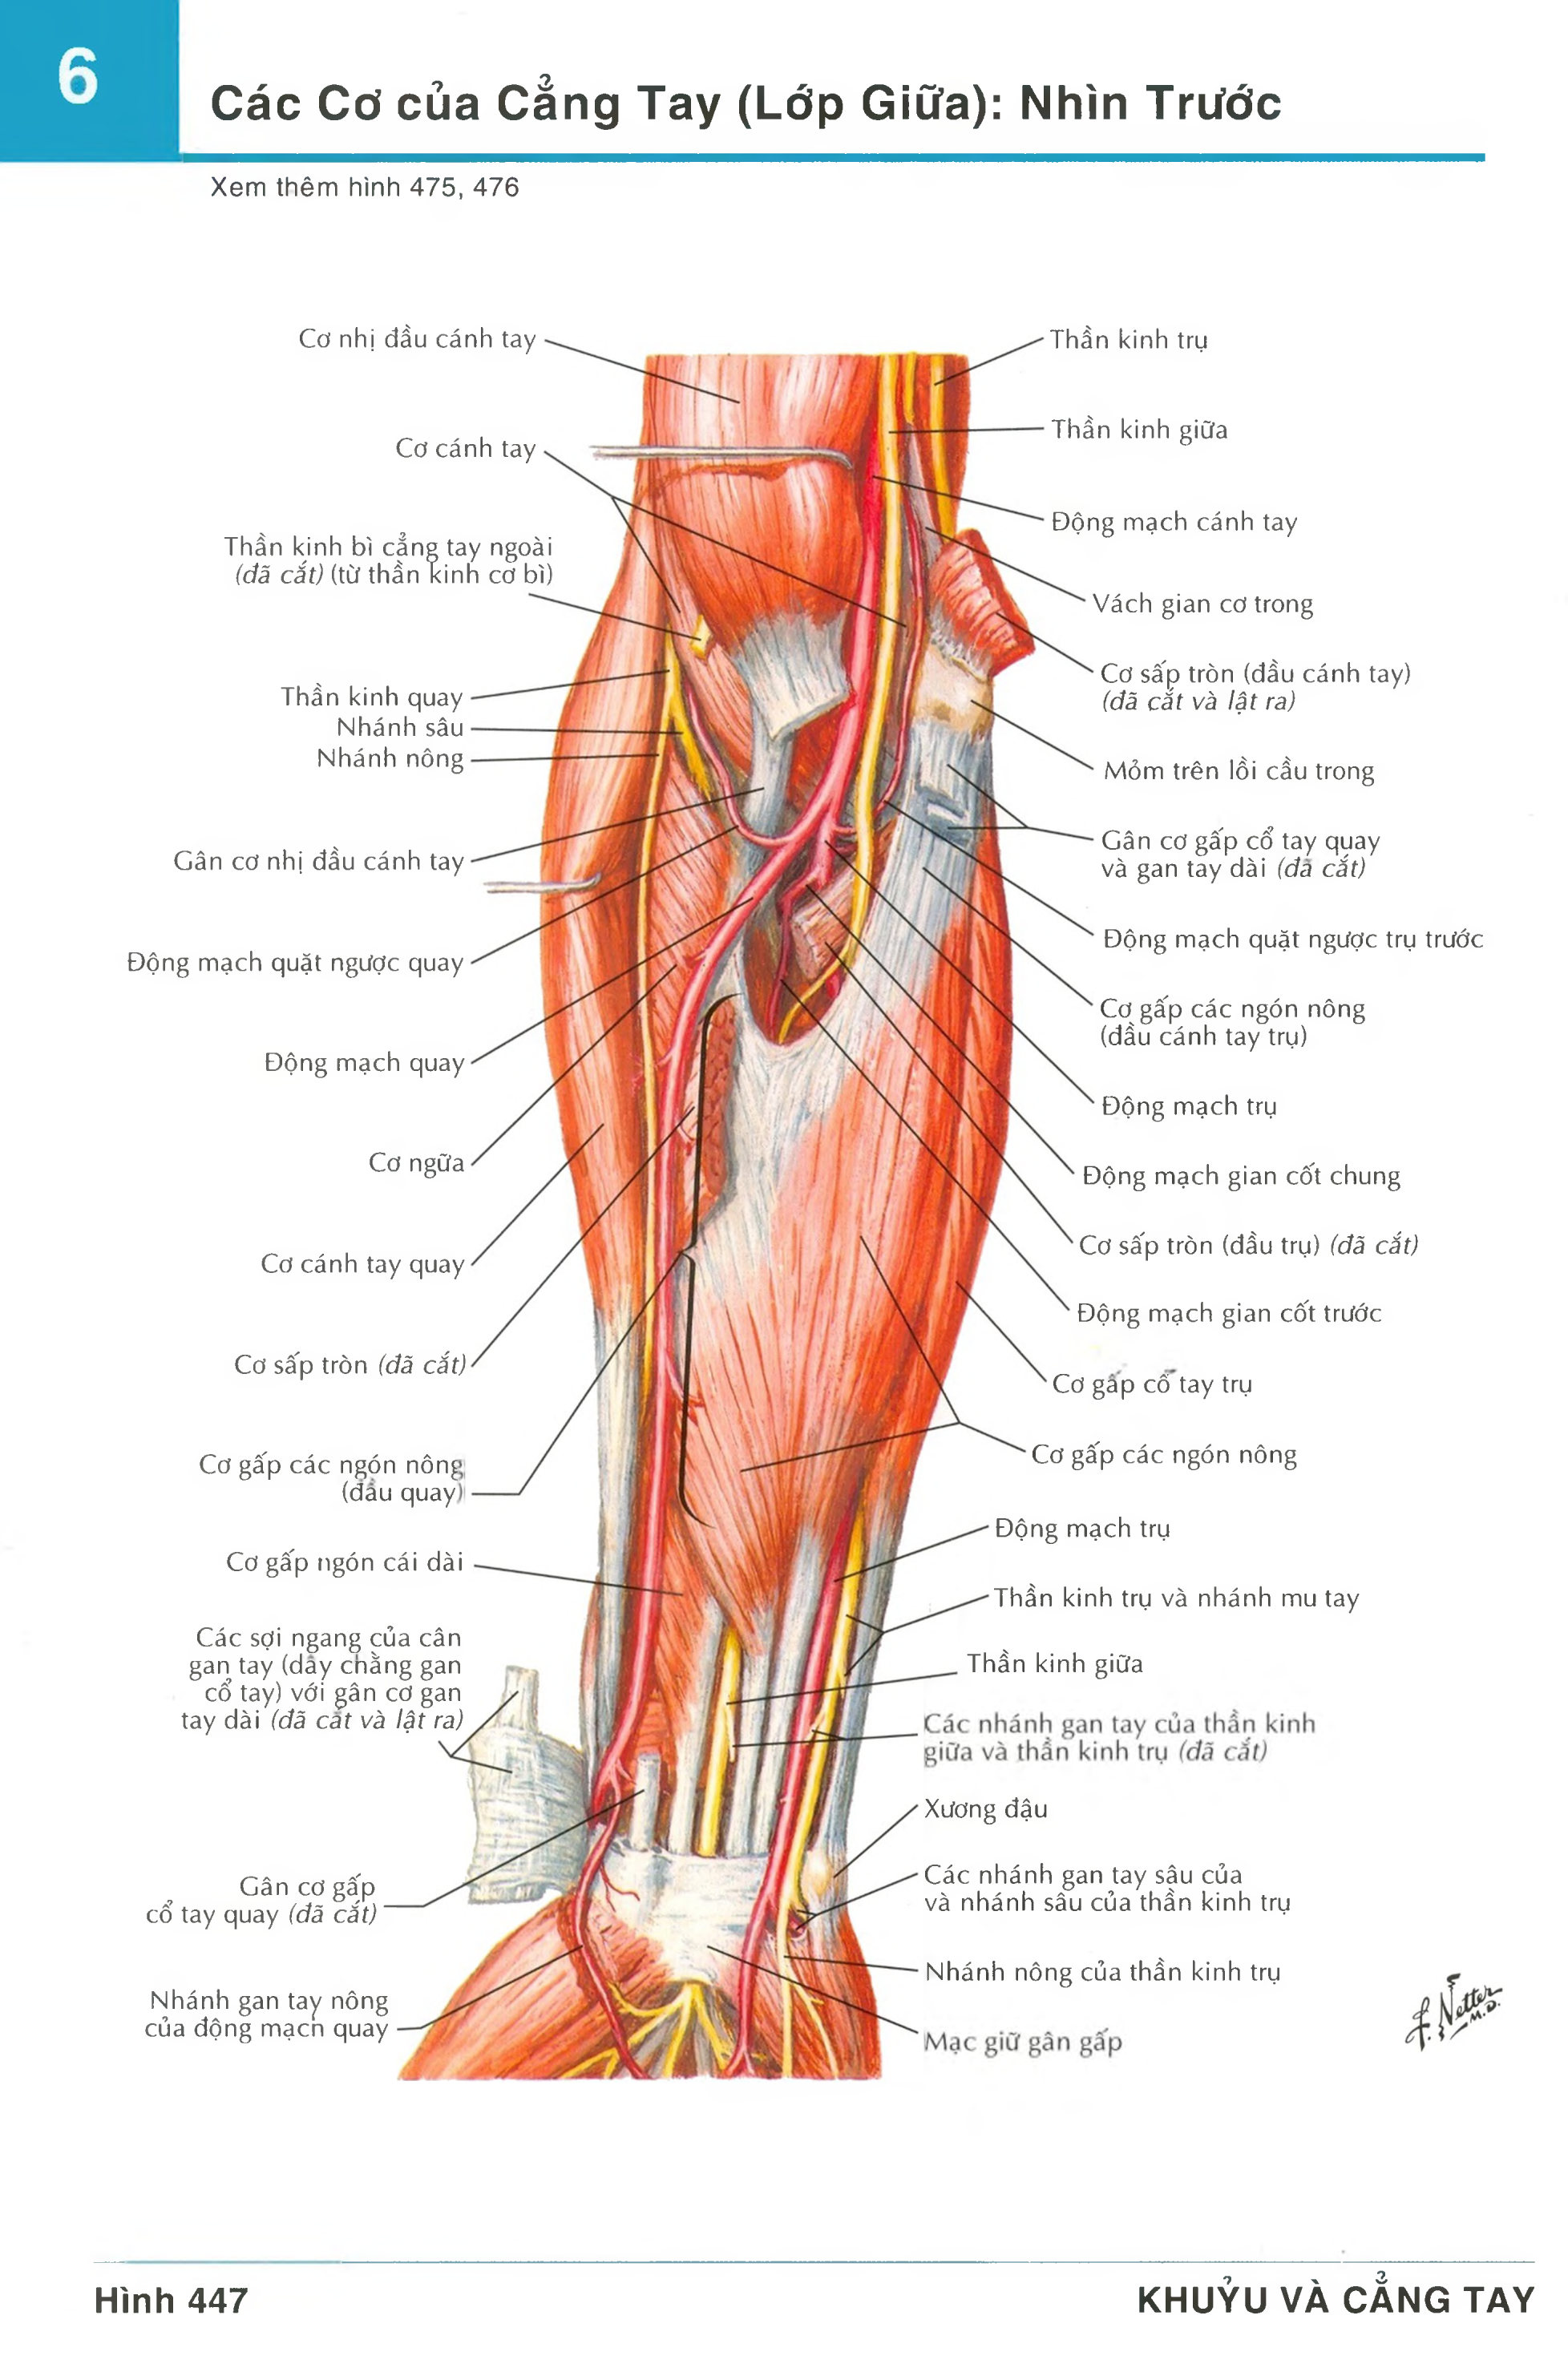 6
Các Cơ của Cẳng Tay (Lớp Giữa): Nhìn Trước
Xem thêm hình 475, 476
Cơ nhị đầu cánh tay
Cơ cánh tay
Thần kinh bì cẳng tay ngoài
(đã cắt) (từ thần kinh cơ bì)
Thần kinh quay
Nhánh sâu
Nhánh nông
Gân cơ nhị đầu cánh tay
Động mạch quặt ngược quay
Động mạch quay
Cơ ngữa
Cơ cánh tay quay
Cơ sấp tròn (đã cắt)
Cơ gấp các ngón nông
(đầu quay)
Cơ gấp ngón cái dài
Các sợi ngang của cân
gan tay (dây chằng gan
cổ tay) với gân cơ gan
tay dài (đã cắt và lật ra)
Gân cơ gấp
cổ tay quay (đã cắt)
Nhánh gan tay nông
của động mạch quay
Thần kinh trụ
Thần kinh giữa
Động mạch cánh tay
Vách gian cơ trong
Cơ sấp tròn (đầu cánh tay)
(đã cắt và lật ra)
Mỏm trên lồi cầu trong
Gân cơ gấp cổ tay quay
và gan tay dài (đã cắt)
Động mạch quặt ngược trụ trước
Cơ gấp các ngón nông
(đầu cánh tay trụ)
Động mạch trụ
Động mạch gian cốt chung
Cơ sấp tròn (đầu trụ) (đã cắt)
Động mạch gian cốt trước
Cơ gấp cổ tay trụ
Cơ gấp các ngón nông
Động mạch trụ
Thần kinh trụ và nhánh mu tay
Thần kinh giữa
Các nhánh gan tay của thần kinh
giữa và thần kinh trụ (đã cắt)
Xương đậu
Các nhánh gan tay sâu của
và nhánh sâu của thần kinh trụ
Nhánh nông của thần kinh trụ
Mạc giữ gân gấp
F. Netter
M.D.
Hình 447
KHUỶU VÀ CẲNG TAY